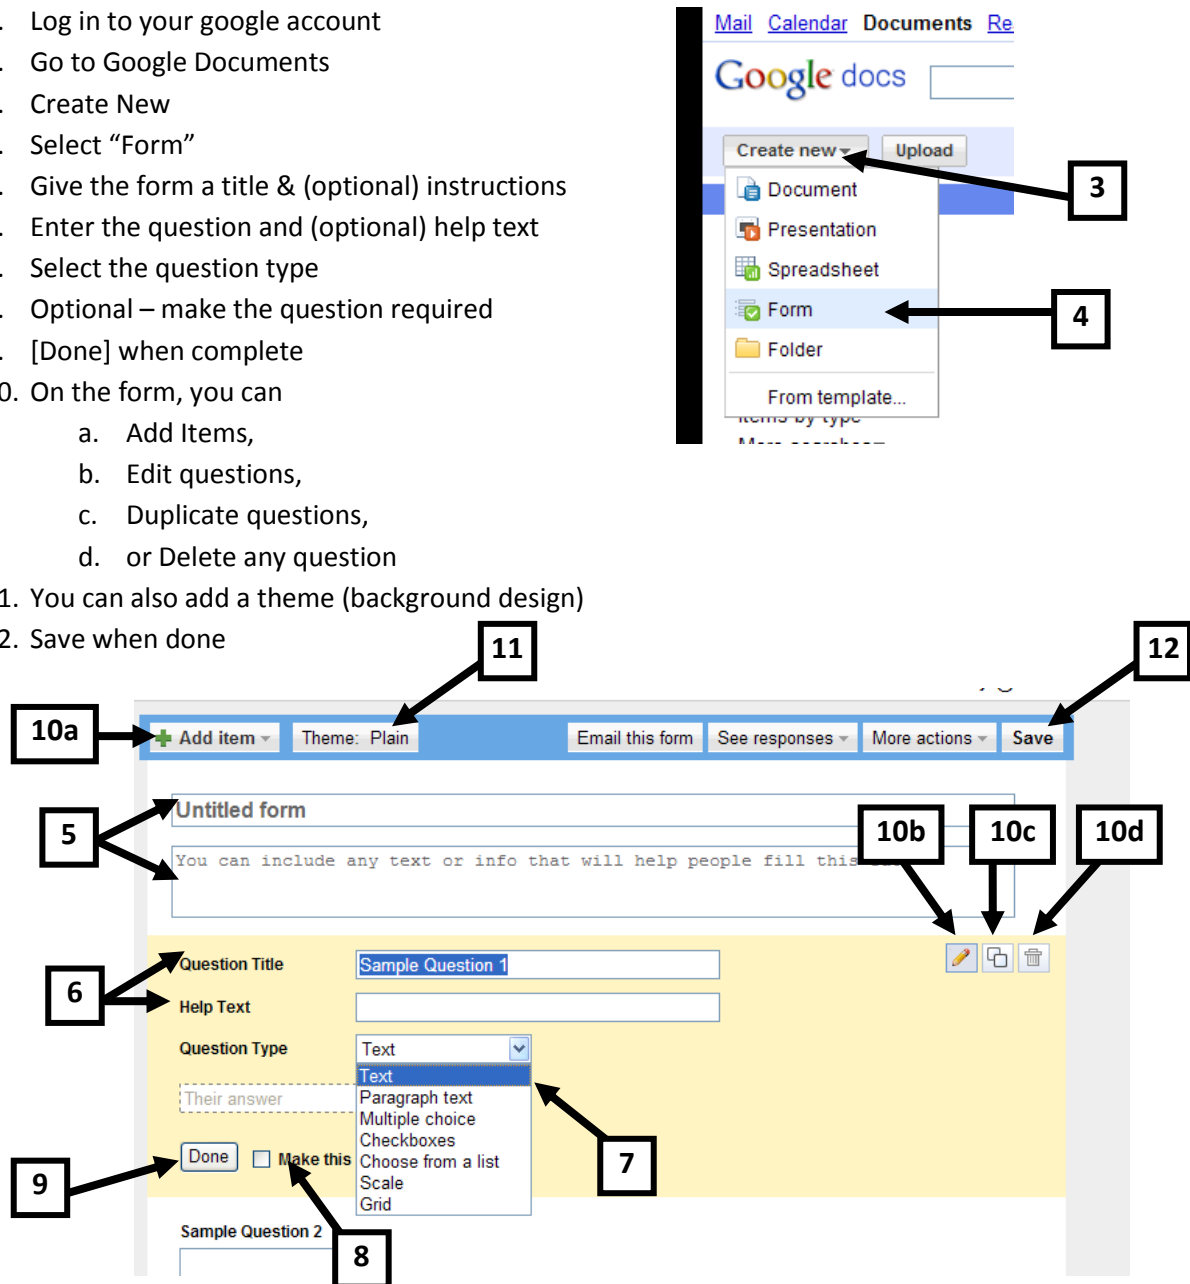 . Log in to your google account
. Go to Google Documents
. Create New
. Select “Form”
. Give the form a title & (optional) instructions
. Enter the question and (optional) help text
. Select the question type
. Optional – make the question required
. [Done] when complete
0. On the form, you can
a. Add Items,
b. Edit questions,
c. Duplicate questions,
d. or Delete any question
1. You can also add a theme (background design)
2. Save when done
Mail Calendar Documents Re
Google docs
Create new Upload
3
Document
Presentation
Spreadsheet
Form
4
Folder
From template...
Items by type
More searches
11
12
10a
Add item Theme: Plain Email this form See responses More actions Save
5
Untitled form
10b 10c 10d
You can include any text or info that will help people fill this
6
Question Title Sample Question 1
Help Text
Question Type Text
Text
Their answer
Paragraph text
Multiple choice
Checkboxes
Done Make this
Choose from a list
Scale
Grid
7
9
8
Sample Question 2